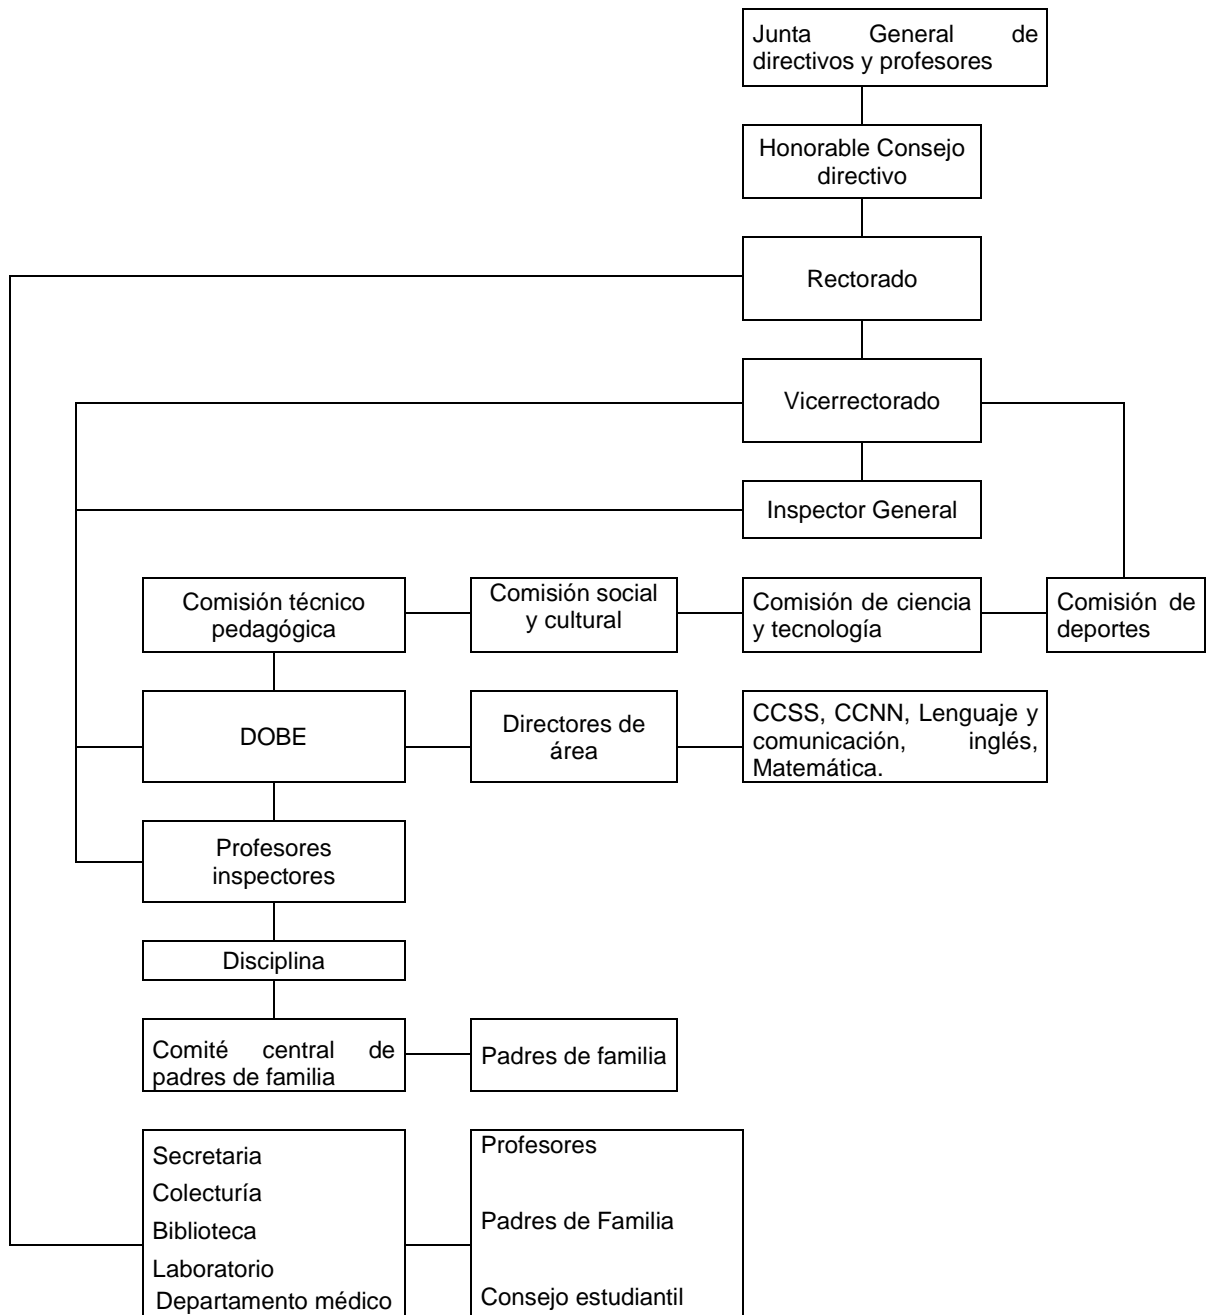 Junta General de
directivos y profesores
Honorable Consejo
directivo
Rectorado
Vicerrectorado
Inspector General
Comisión técnico
pedagógica
Comisión social
y cultural
Comisión de ciencia
y tecnología
Comisión de
deportes
DOBE
Directores de
área
CCSS, CCNN, Lenguaje y
comunicación, inglés,
Matemática.
Profesores
inspectores
Disciplina
Comité central de
padres de familia
Padres de familia
Secretaria
Colecturía
Biblioteca
Laboratorio
Departamento médico
Profesores
Padres de Familia
Consejo estudiantil